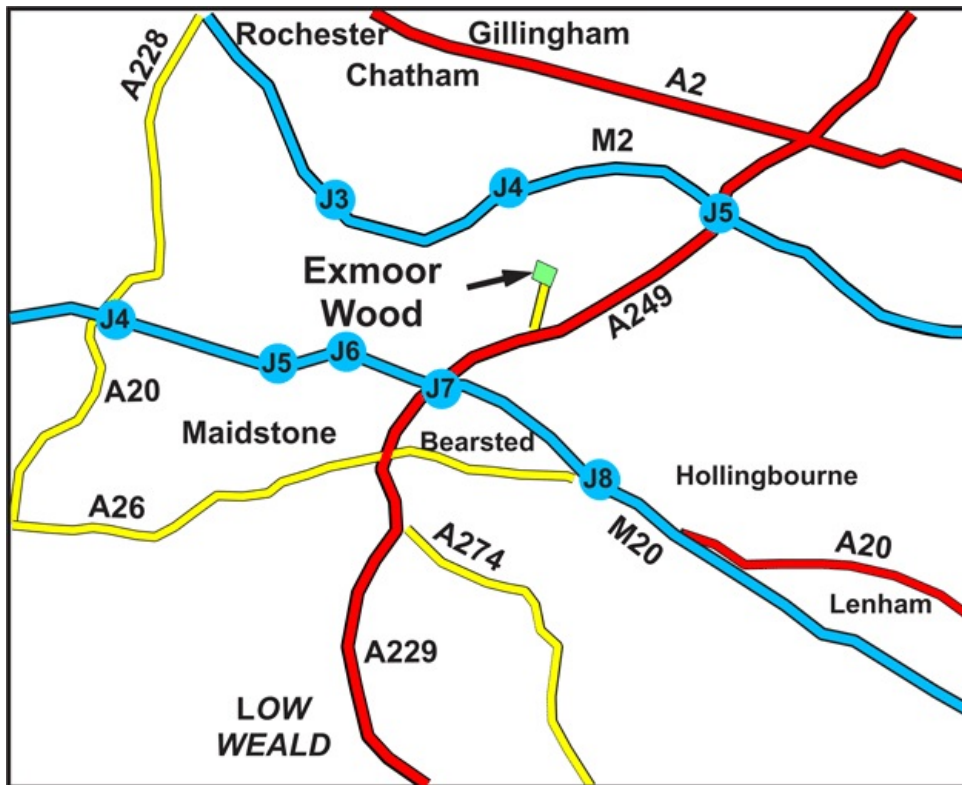 Rochester
Gillingham
Chatham
A228
A2
M2
J3
J4
J5
Exmoor
Wood
A249
J4
J5
J6
J7
A20
Maidstone
Bearsted
J8
Hollingbourne
A26
M20
A274
A20
Lenham
A229
LOW
WEALD